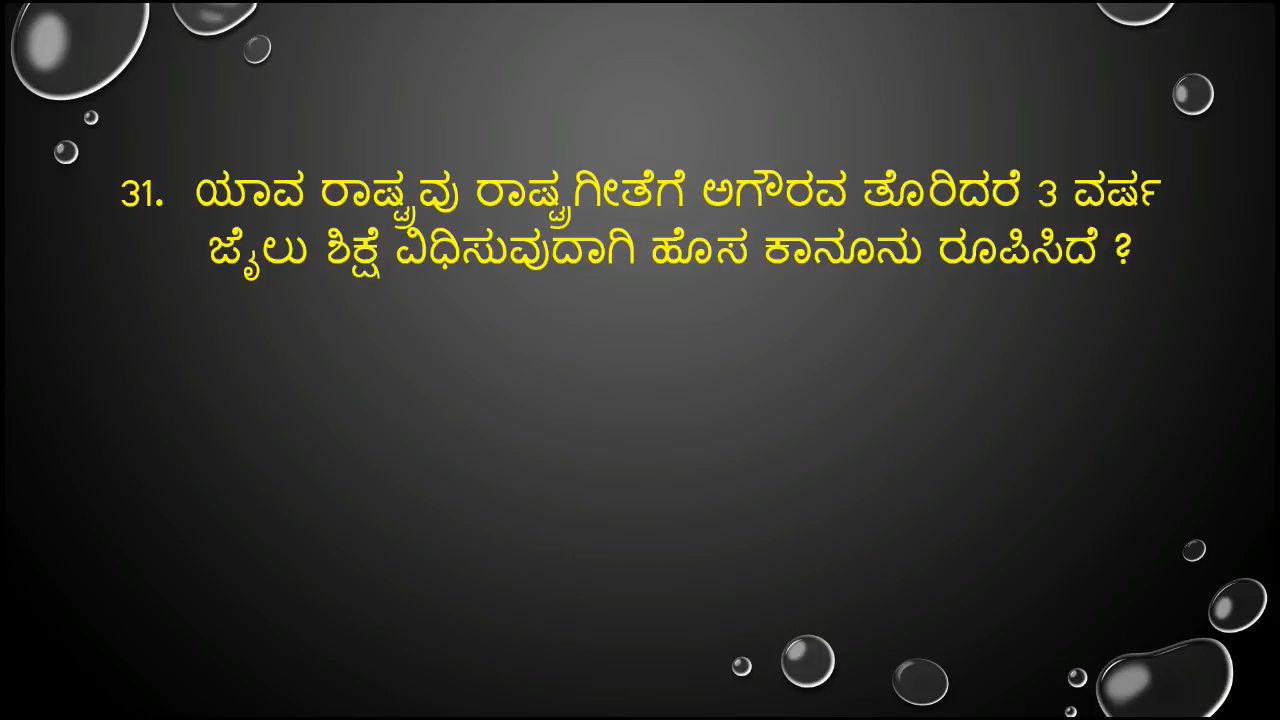 31. ಯಾವ ರಾಷ್ಟ್ರವು ರಾಷ್ಟ್ರಗೀತೆಗೆ ಅಗೌರವ ತೊರಿದರೆ 3 ವರ್ಷ
ಜೈಲು ಶಿಕ್ಷೆ ವಿಧಿಸುವುದಾಗಿ ಹೊಸ ಕಾನೂನು ರೂಪಿಸಿದೆ ?